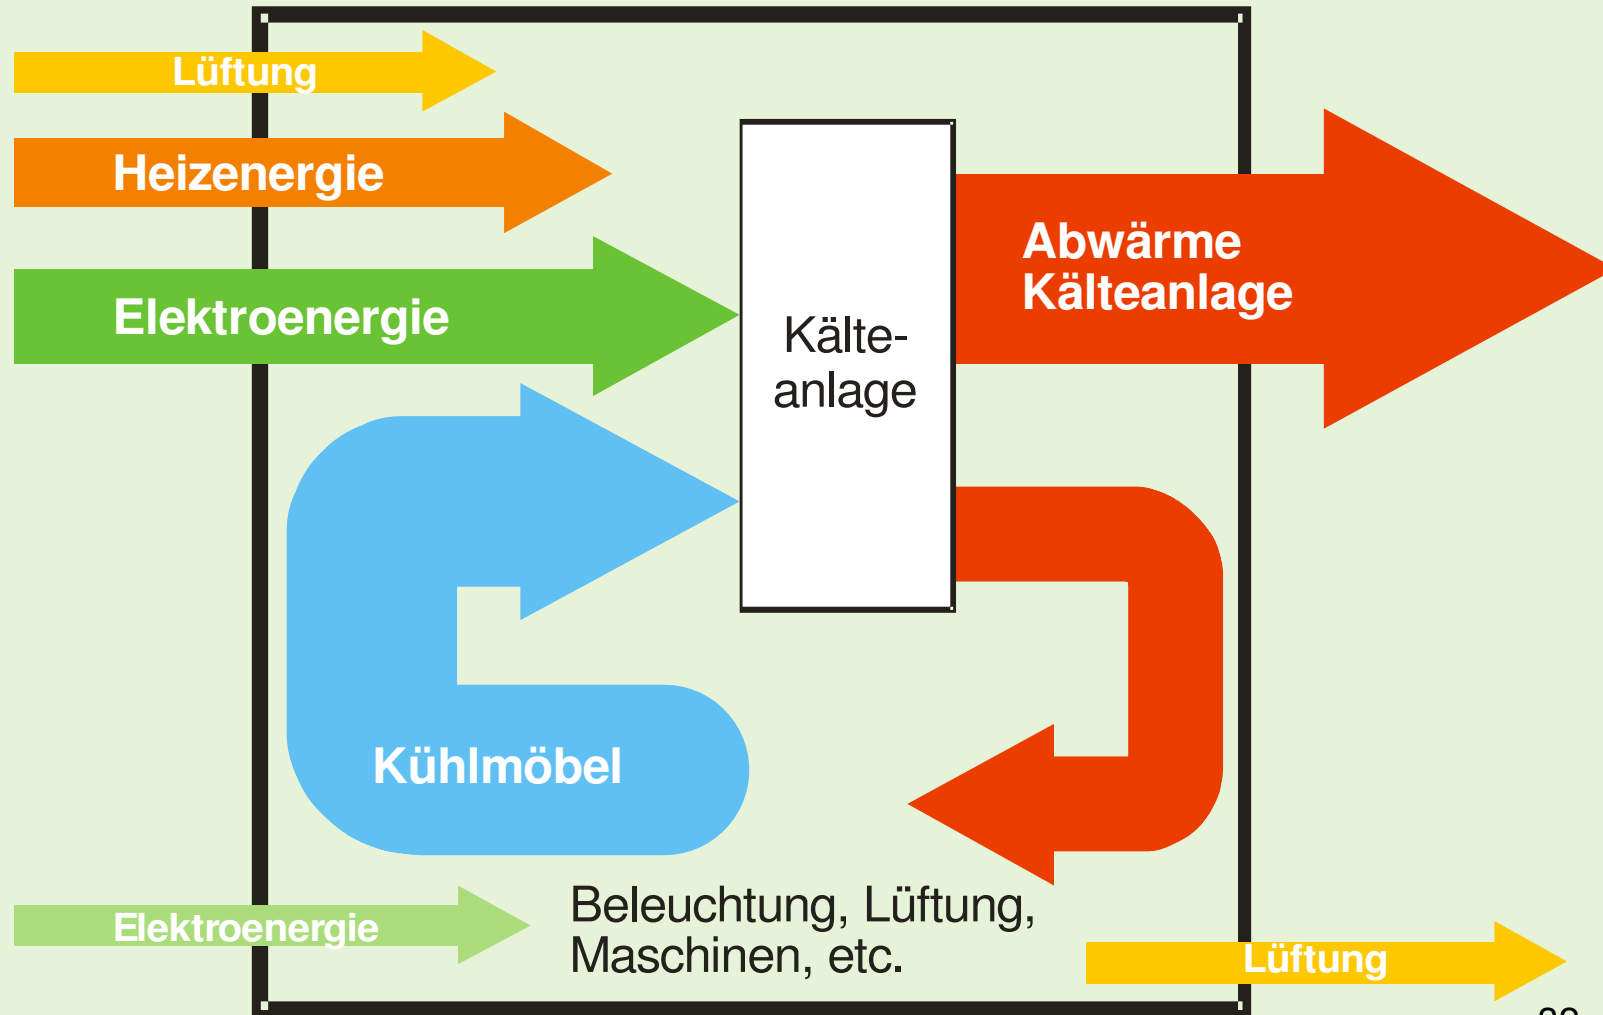 Lüftung
Heizenergie
Elektroenergie
Kälte-
anlage
Abwärme
Kälteanlage
Kühlmöbel
Elektroenergie
Beleuchtung, Lüftung,
Maschinen, etc.
Lüftung